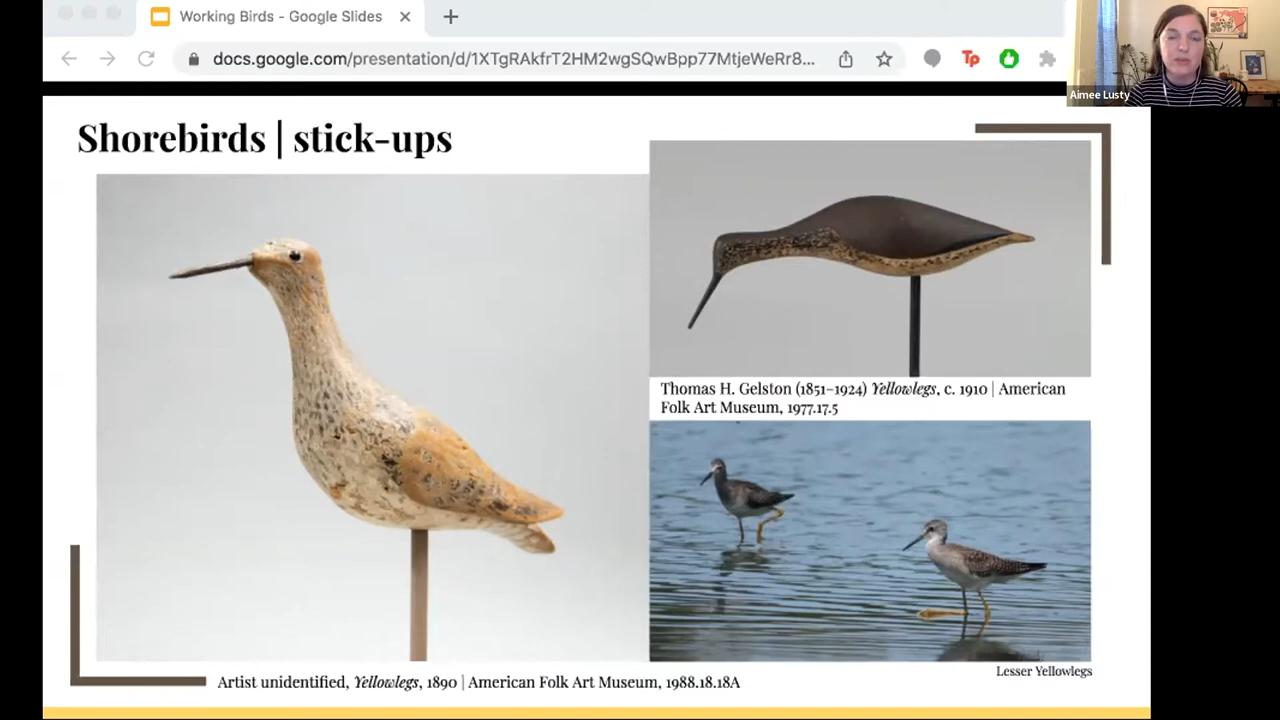 Working Birds - Google Slides
docs.google.com/presentation/d/1XTgRAkfrT2HM2wgSQwBpp77MtjeWeRr8...
Tp
Aimee Lusty
Shorebirds | stick-ups
Thomas H. Gelston (1851–1924) Yellowlegs, c. 1910 | American
Folk Art Museum, 1977.17.5
Lesser Yellowlegs
Artist unidentified, Yellowlegs, 1890 | American Folk Art Museum, 1988.18.18A